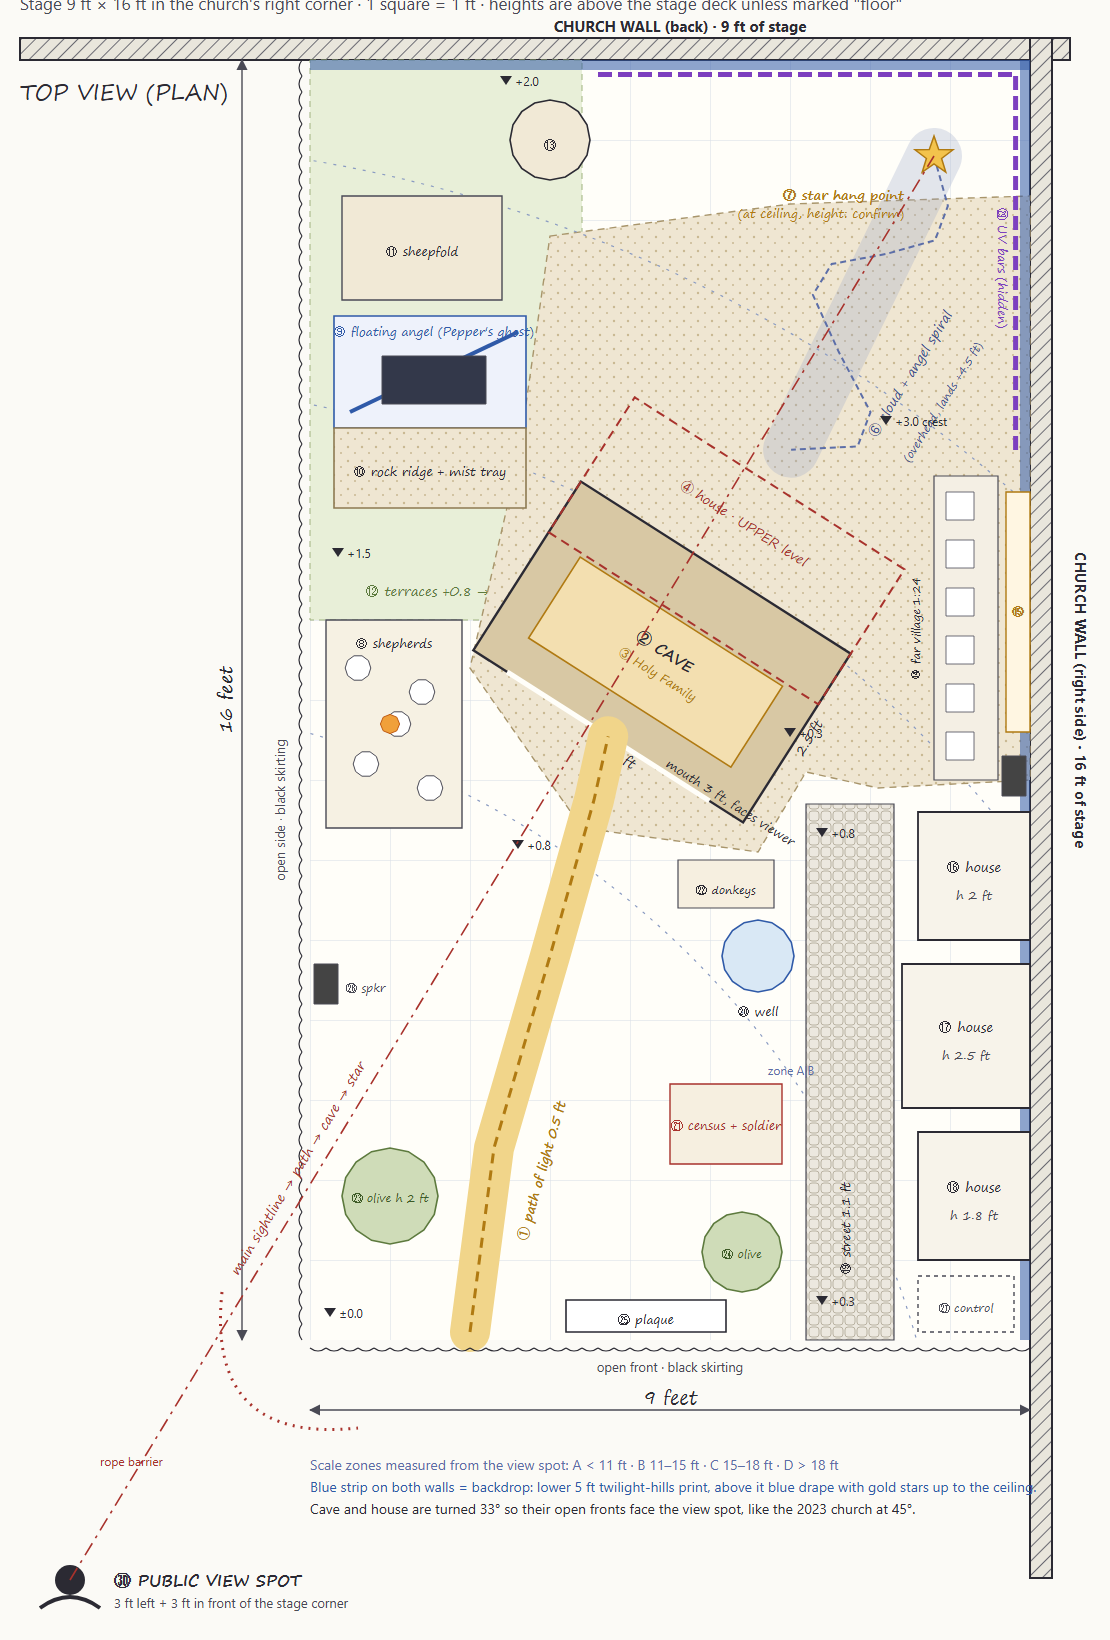 Stage 9 ft × 16 ft in the church's right corner · 1 square = 1 ft · heights are above the stage deck unless marked "floor"
CHURCH WALL (back) · 9 ft of stage
TOP VIEW (PLAN)
+2.0
⑬
⑦ star hang point
(at ceiling, height: confirm)
⑪ sheepfold
UV bars (hidden)
⑨ floating angel (Pepper's ghost)
⑥ cloud + angel spiral
(overhead, lands +4.5 ft)
+3.0 crest
⑩ rock ridge + mist tray
④ house · UPPER level
+1.5
⑫ terraces +0.8 →
⑭ far village 1:24
⑮
CHURCH WALL (right side) · 16 ft of stage
⑧ shepherds
② CAVE
③ Holy Family
16 feet
+0.3
2.5 ft
ft
mouth 3 ft, faces viewer
open side · black skirting
+0.8
+0.8
⑯ house
h 2 ft
㉒ donkeys
spkr
⑳ well
⑰ house
h 2.5 ft
zone A|B
㉑ census + soldier
main sightline → path → cave → star
① path of light 0.5 ft
㉓ olive h 2 ft
⑱ house
h 1.8 ft
⑲ street 1.1 ft
㉔ olive
±0.0
+0.3
㉗ control
㉕ plaque
open front · black skirting
9 feet
rope barrier
Scale zones measured from the view spot: A < 11 ft · B 11–15 ft · C 15–18 ft · D > 18 ft
Blue strip on both walls = backdrop: lower 5 ft twilight-hills print, above it blue drape with gold stars up to the ceiling.
Cave and house are turned 33° so their open fronts face the view spot, like the 2023 church at 45°.
㉚ PUBLIC VIEW SPOT
3 ft left + 3 ft in front of the stage corner